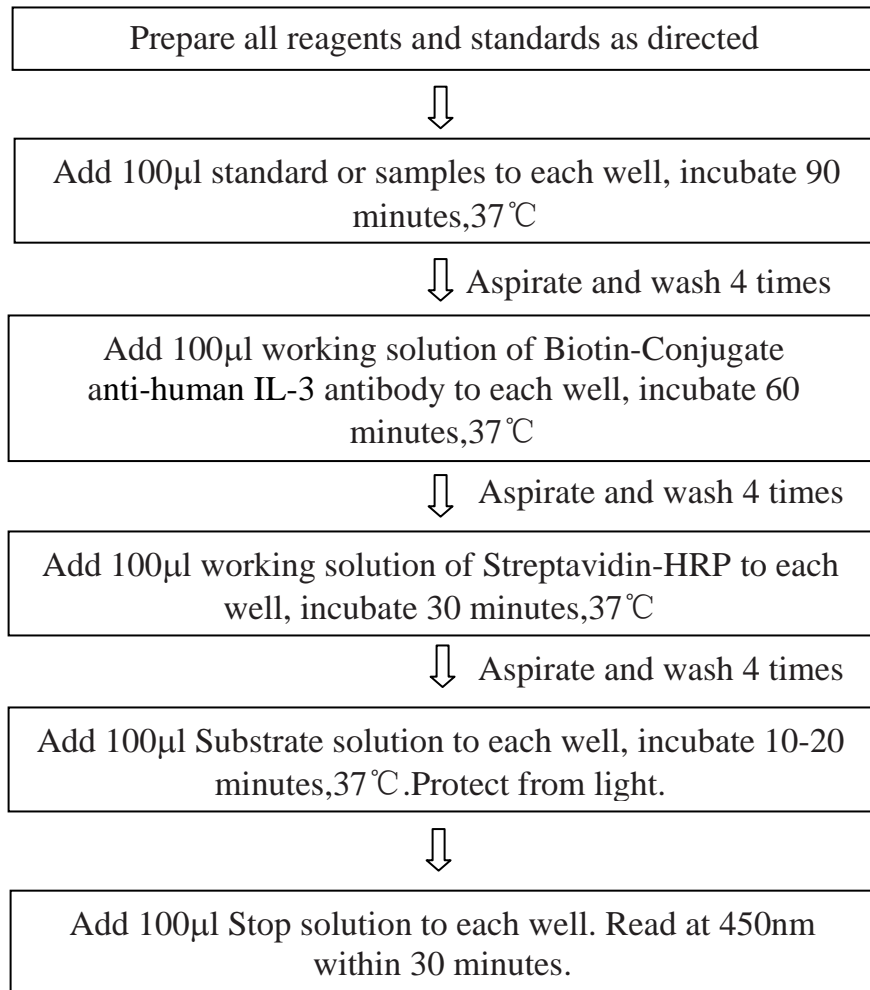 Prepare all reagents and standards as directed
Add 100μl standard or samples to each well, incubate 90
minutes,37℃
Aspirate and wash 4 times
Add 100μl working solution of Biotin-Conjugate
anti-human IL-3 antibody to each well, incubate 60
minutes,37℃
Aspirate and wash 4 times
Add 100μl working solution of Streptavidin-HRP to each
well, incubate 30 minutes,37℃
Aspirate and wash 4 times
Add 100μl Substrate solution to each well, incubate 10-20
minutes,37℃.Protect from light.
Add 100μl Stop solution to each well. Read at 450nm
within 30 minutes.